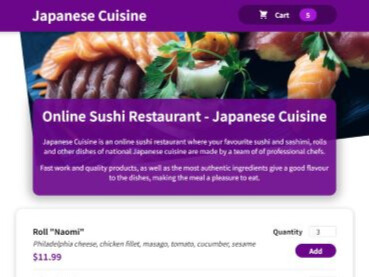 Japanese Cuisine
Cart 5
Online Sushi Restaurant - Japanese Cuisine
Japanese Cuisine is an online sushi restaurant where your favourite sushi and sashimi, rolls
and other dishes of national Japanese cuisine are made by a team of of professional chefs.
Fast work and quality products, as well as the most authentic ingredients give a good flavour
to the dishes, making the meal a pleasure to eat.
Roll "Naomi"
Quantity 3
Philadelphia cheese, chicken fillet, masago, tomato, cucumber, sesame
Add
$11.99